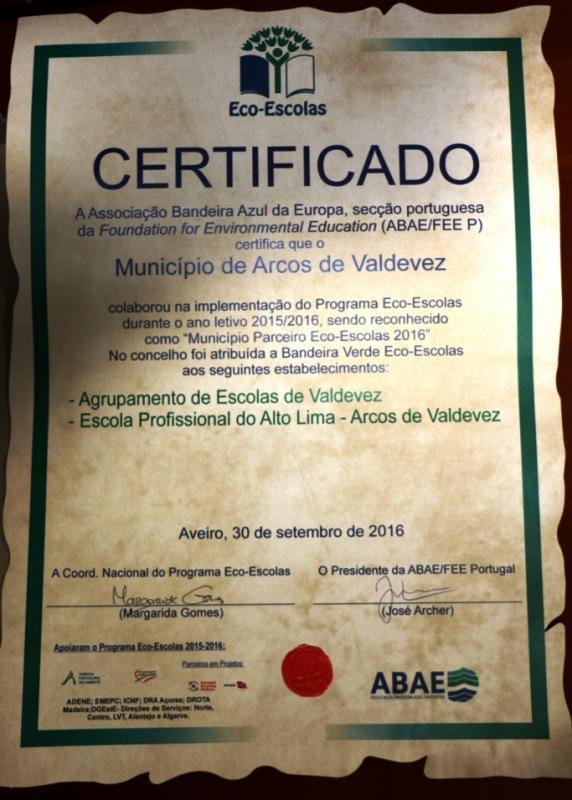 Eco-Escolas
CERTIFICADO
A Associação Bandeira Azul da Europa, secção portuguesa
da Foundation for Environmental Education (ABAE/FEE P)
certifica que o
Município de Arcos de Valdevez
colaborou na implementação do Programa Eco-Escolas
durante o ano letivo 2015/2016, sendo reconhecido
como “Município Parceiro Eco-Escolas 2016”
No concelho foi atribuída a Bandeira Verde Eco-Escolas
aos seguintes estabelecimentos:
- Agrupamento de Escolas de Valdevez
- Escola Profissional do Alto Lima - Arcos de Valdevez
Aveiro, 30 de setembro de 2016
A Coord. Nacional do Programa Eco-Escolas
Margarida Gomes
(Margarida Gomes)
O Presidente da ABAE/FEE Portugal
(José Archer)
Apoiaram o Programa Eco-Escolas 2015-2016:
Parceiros em Projetos:
ADENE; EMEPC; ICNF; DRA Açores; DROTA
Madeira;DGEstE- Direções de Serviços: Norte,
Centro, LVT, Alentejo e Algarve.
ABAE